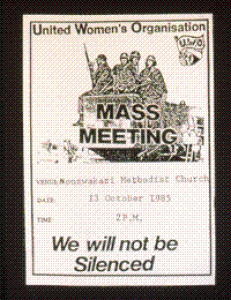 United Women's Organisation
U.W.O
MASS
MEETING
VENUE: Nonzwakazi Methodist Church
DATE 13 October 1985
TIME 2P.M.
We will not be
Silenced